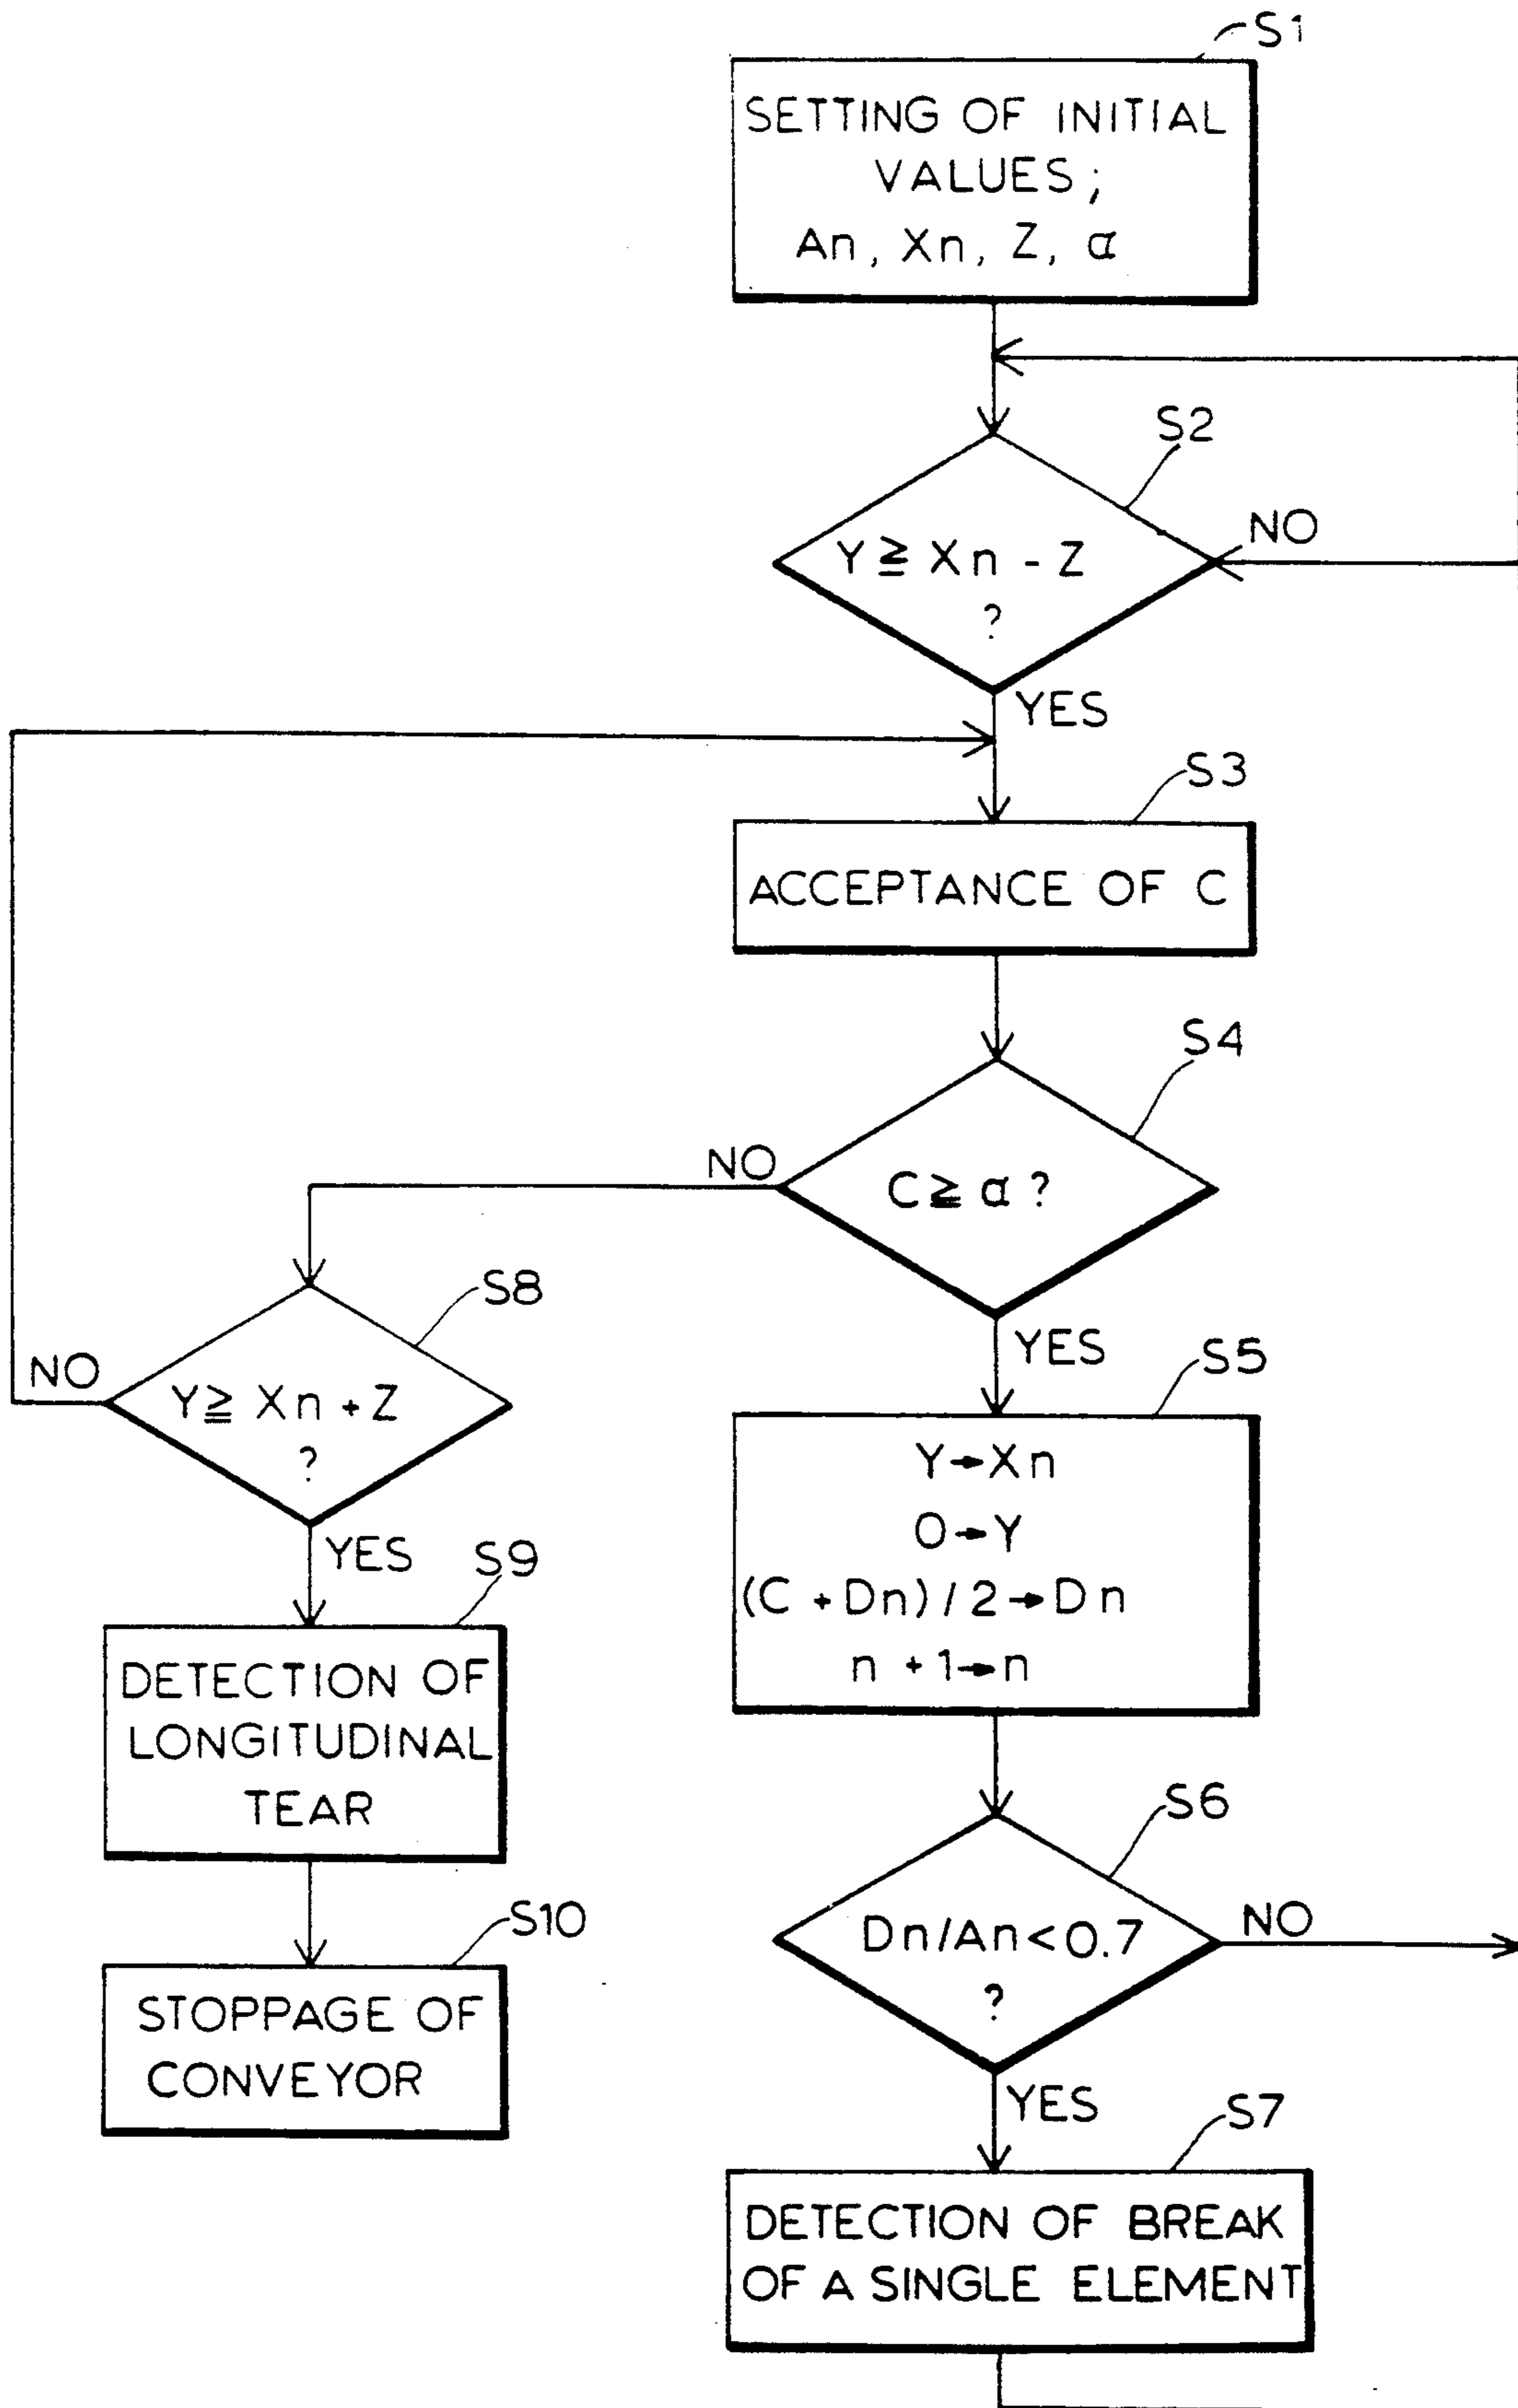 S1
SETTING OF INITIAL
VALUES;
An, Xn, Z, α
S2
Y ≧ Xn - Z
?
NO
YES
S3
ACCEPTANCE OF C
S4
C ≧ α ?
NO
YES
S8
Y ≧ Xn + Z
?
NO
YES
S5
Y → Xn
0 → Y
(C + Dn) / 2 → Dn
n + 1 → n
S9
DETECTION OF
LONGITUDINAL
TEAR
S6
Dn/An < 0.7
?
NO
YES
S10
STOPPAGE OF
CONVEYOR
S7
DETECTION OF BREAK
OF A SINGLE ELEMENT